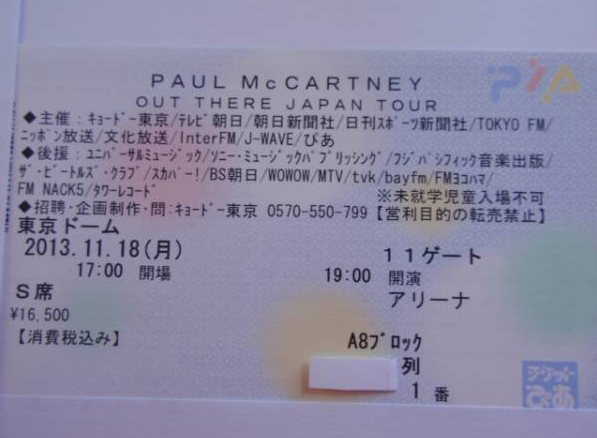 PIA
PAUL McCARTNEY
OUT THERE JAPAN TOUR
◆主催：ｷｮｰﾄﾞｰ東京/ﾃﾚﾋﾞ朝日/朝日新聞社/日刊ｽﾎﾟｰﾂ新聞社/TOKYO FM/
ﾆｯﾎﾟﾝ放送/文化放送/InterFM/J-WAVE/ぴあ
◆後援：ﾕﾆﾊﾞｰｻﾙﾐｭｰｼﾞｯｸ/ｿﾆｰ･ﾐｭｰｼﾞｯｸﾊﾟﾌﾞﾘｯｼﾝｸﾞ/ﾌｼﾞﾊﾟｼﾌｨｯｸ音楽出版/
ｻﾞ･ﾋﾞｰﾄﾙｽﾞ･ｸﾗﾌﾞ/ｽｶﾊﾟｰ!/BS朝日/WOWOW/MTV/tvk/bayfm/FMﾖｺﾊﾏ/
FM NACK5/ﾀﾜｰﾚｺｰﾄﾞ ※未就学児童入場不可
◆招聘・企画制作・問：ｷｮｰﾄﾞｰ東京 0570-550-799【営利目的の転売禁止】
東京ドーム
2013.11.18(月) １１ゲート
17:00 開場 19:00 開演
Ｓ席 アリーナ
¥16,500
【消費税込み】 A8ﾌﾞﾛｯｸ
列
1 番
チケットぴあ